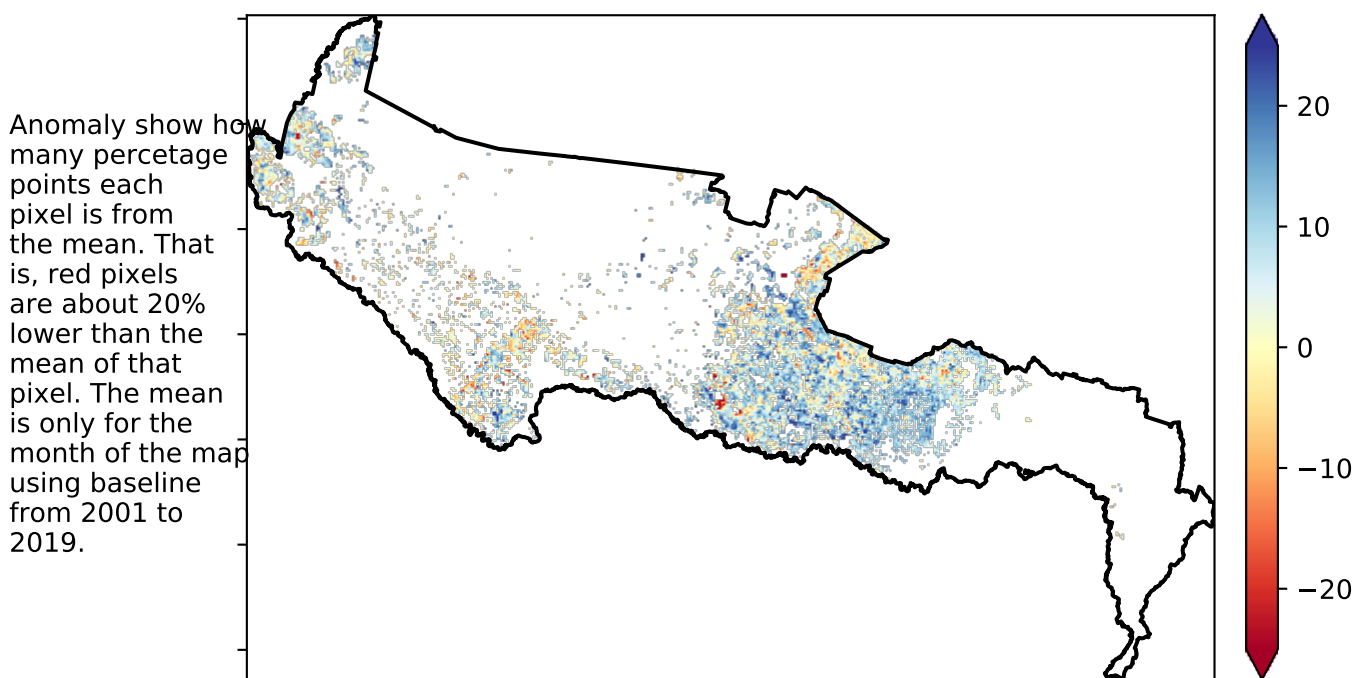 Anomaly show how
many percetage
points each
pixel is from
the mean. That
is, red pixels
are about 20%
lower than the
mean of that
pixel. The mean
is only for the
month of the map
using baseline
from 2001 to
2019.
20
10
0
−10
−20